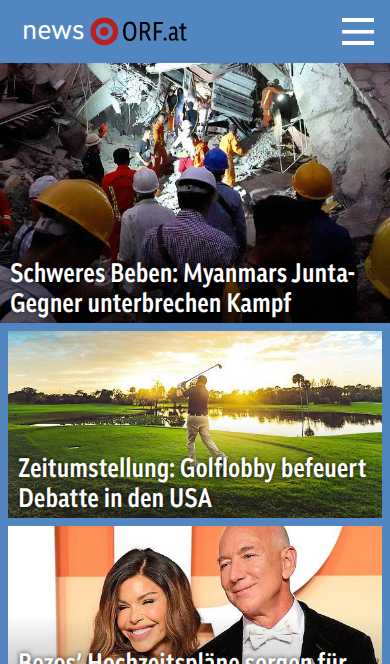 news ORF.at
Schweres Beben: Myanmars Junta-
Gegner unterbrechen Kampf
Zeitumstellung: Golflobby befeuert
Debatte in den USA
Bezos’ Hochzeitspläne sorgen für